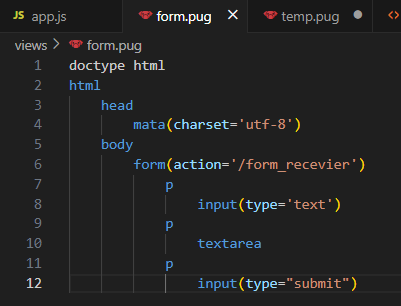 JS app.js form.pug × temp.pug ● <>
views > form.pug
1 doctype html
2 html
3 head
4 mata(charset='utf-8')
5 body
6 form(action='/form_recevier')
7 p
8 input(type='text')
9 p
10 textarea
11 p
12 input(type="submit")